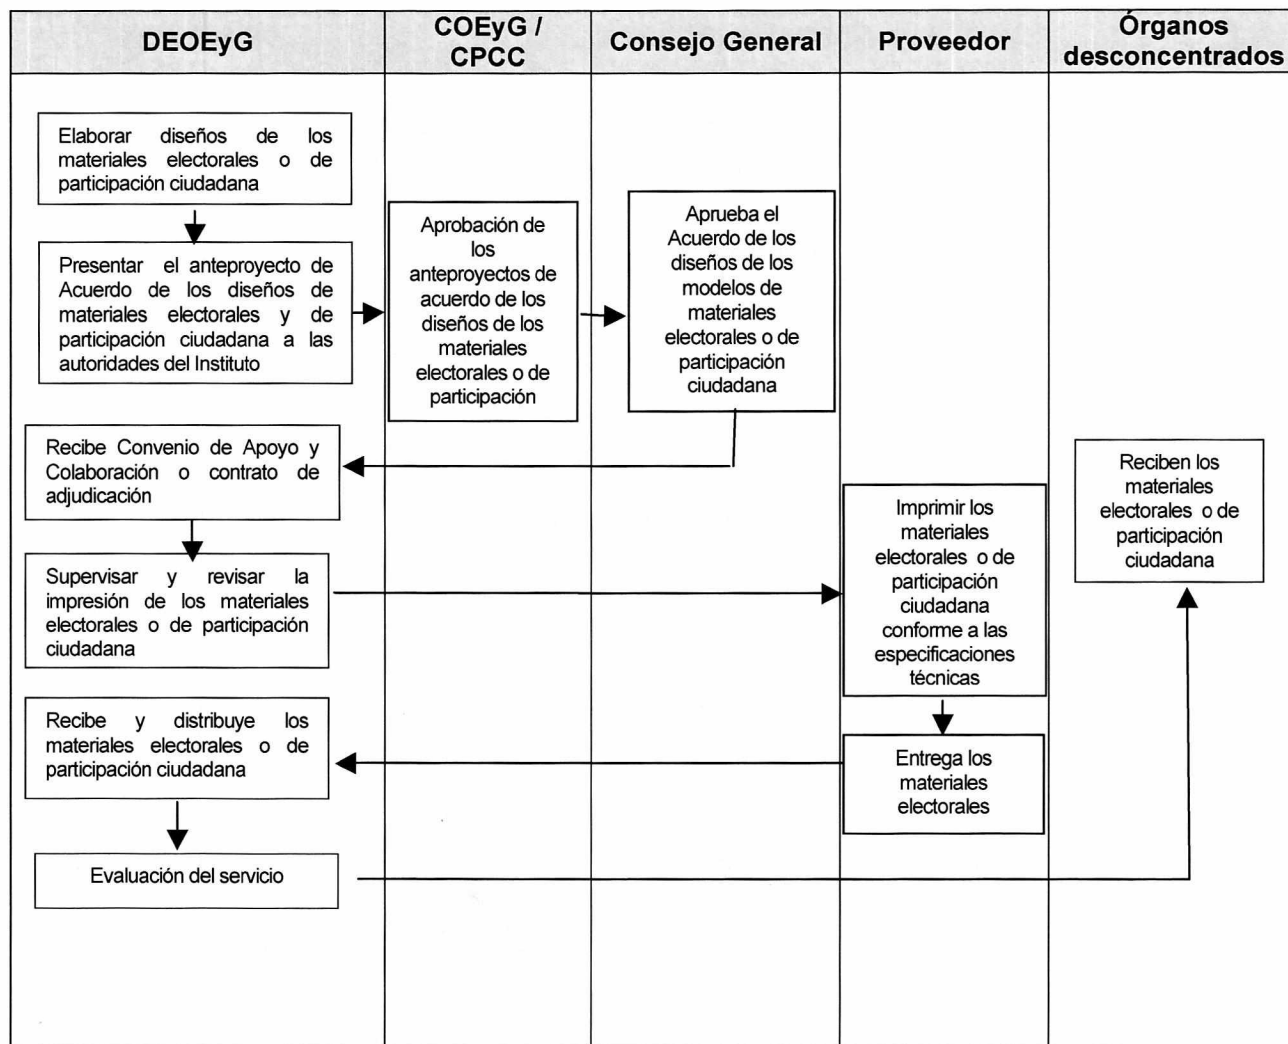 DEOEyG
COEyG /
CPCC
Consejo General
Proveedor
Órganos
desconcentrados
Elaborar diseños de los
materiales electorales o de
participación ciudadana
Presentar el anteproyecto de
Acuerdo de los diseños de
materiales electorales y de
participación ciudadana a las
autoridades del Instituto
Aprobación de
los
anteproyectos de
acuerdo de los
diseños de los
materiales
electorales o de
participación
Aprueba el
Acuerdo de los
diseños de los
modelos de
materiales
electorales o de
participación
ciudadana
Recibe Convenio de Apoyo y
Colaboración o contrato de
adjudicación
Supervisar y revisar la
impresión de los materiales
electorales o de participación
ciudadana
Imprimir los
materiales
electorales o de
participación
ciudadana
conforme a las
especificaciones
técnicas
Entrega los
materiales
electorales
Recibe y distribuye los
materiales electorales o de
participación ciudadana
Evaluación del servicio
Reciben los
materiales
electorales o de
participación
ciudadana